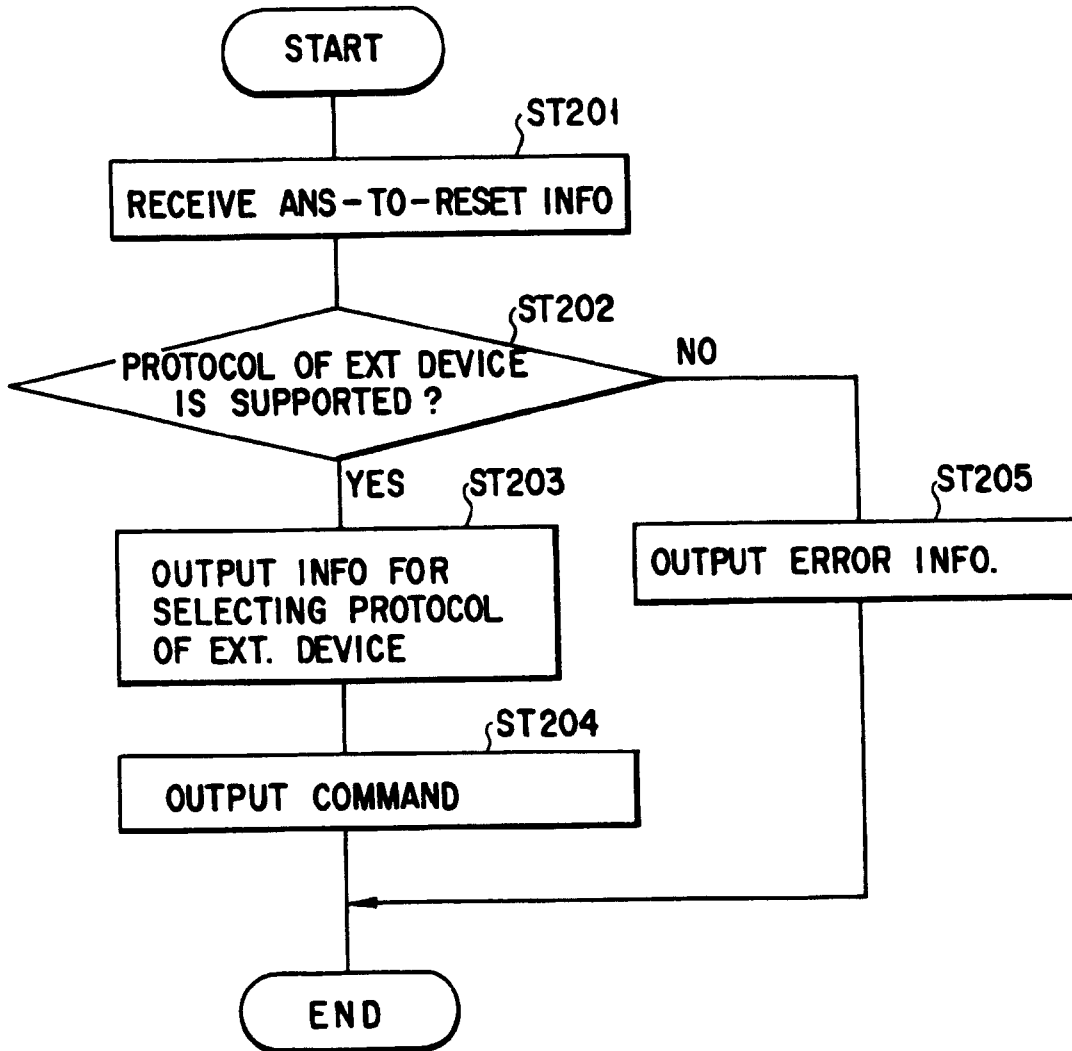 START
ST201
RECEIVE ANS-TO-RESET INFO
ST202
PROTOCOL OF EXT DEVICE
IS SUPPORTED?
NO
YES
ST203
OUTPUT INFO FOR
SELECTING PROTOCOL
OF EXT. DEVICE
ST205
OUTPUT ERROR INFO.
ST204
OUTPUT COMMAND
END